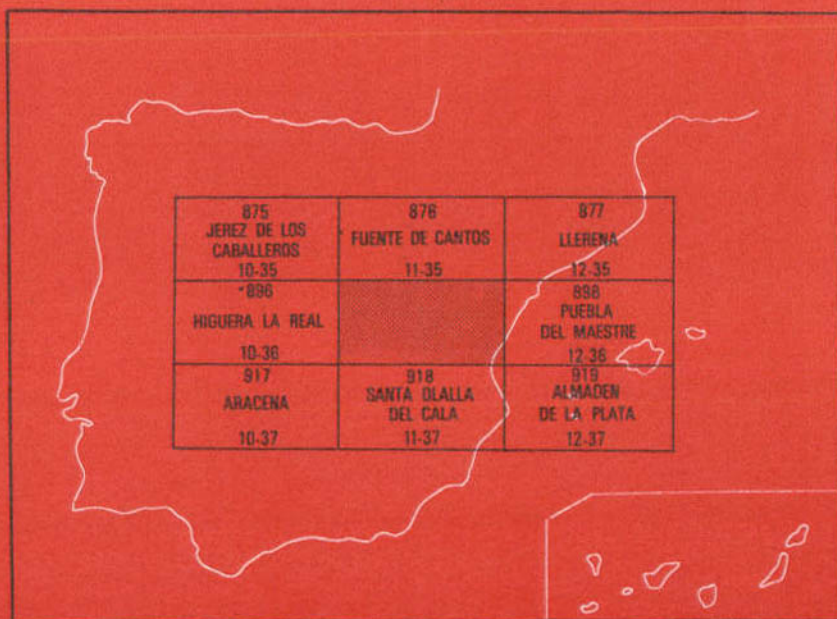 875
JEREZ DE LOS
CABALLEROS
10-35
876
FUENTE DE CANTOS
11-35
877
LLERENA
12-35
896
HIGUERA LA REAL
10-36
898
PUEBLA
DEL MAESTRE
12-36
917
ARACENA
10-37
918
SANTA OLALLA
DEL CALA
11-37
919
ALMADEN
DE LA PLATA
12-37